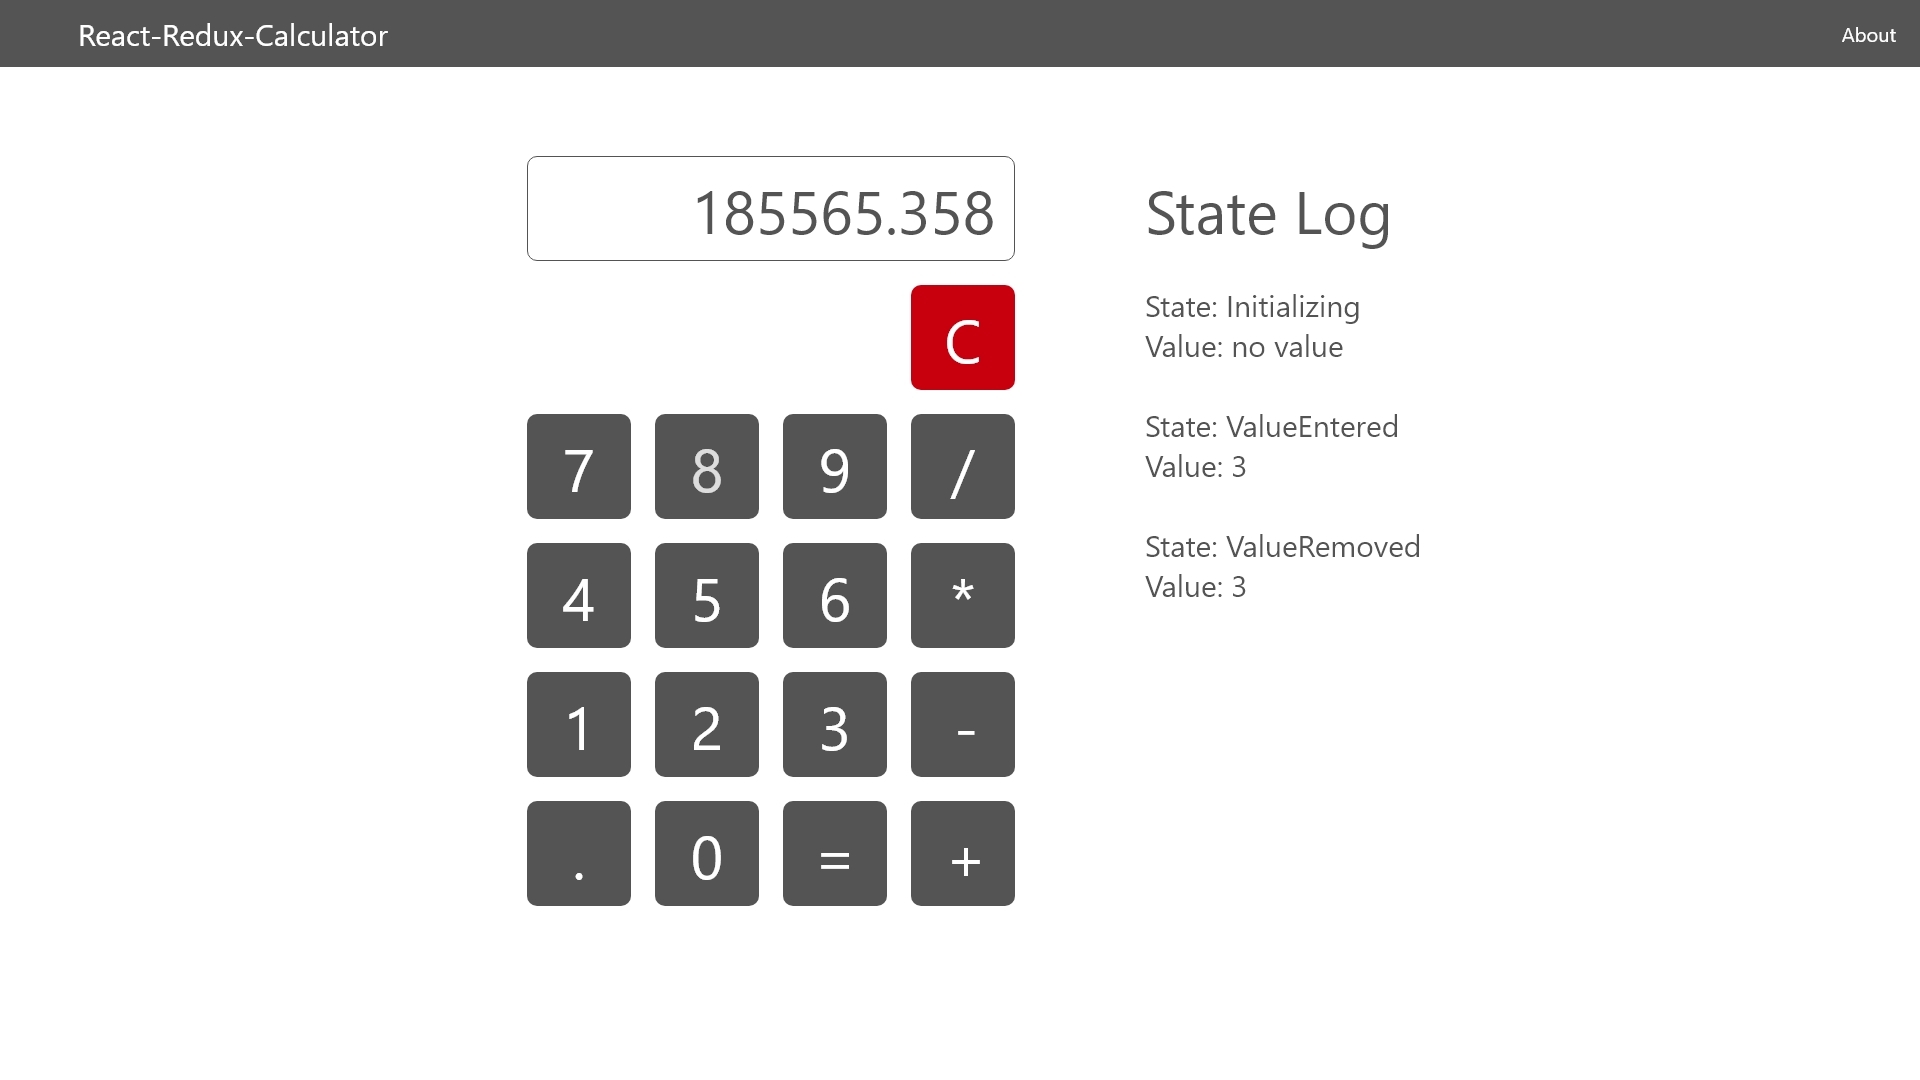 React-Redux-Calculator
About
185565.358
C
7 8 9 /
4 5 6 *
1 2 3 -
. 0 = +
State Log
State: Initializing
Value: no value
State: ValueEntered
Value: 3
State: ValueRemoved
Value: 3